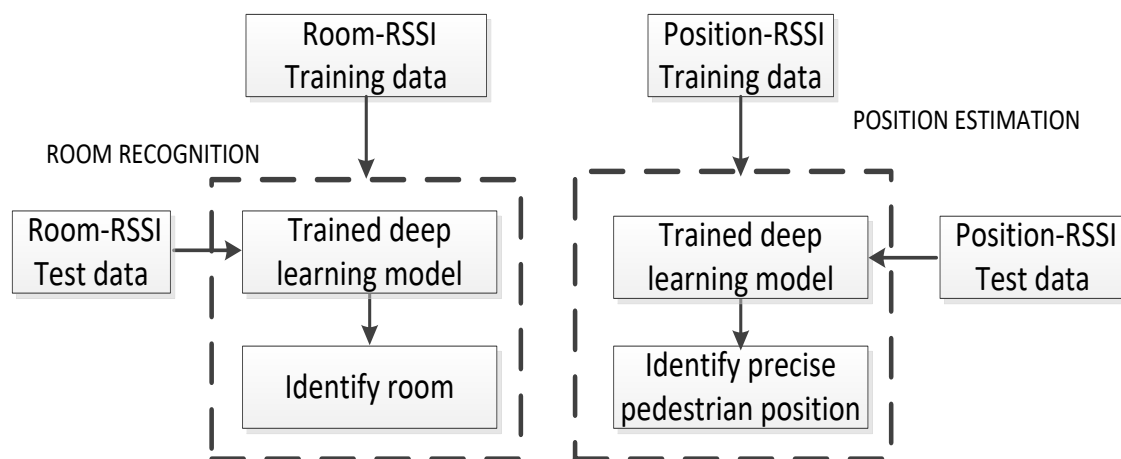 Room-RSSI
Training data
Position-RSSI
Training data
POSITION ESTIMATION
ROOM RECOGNITION
Room-RSSI
Test data
Trained deep
learning model
Trained deep
learning model
Position-RSSI
Test data
Identify room
Identify precise
pedestrian position